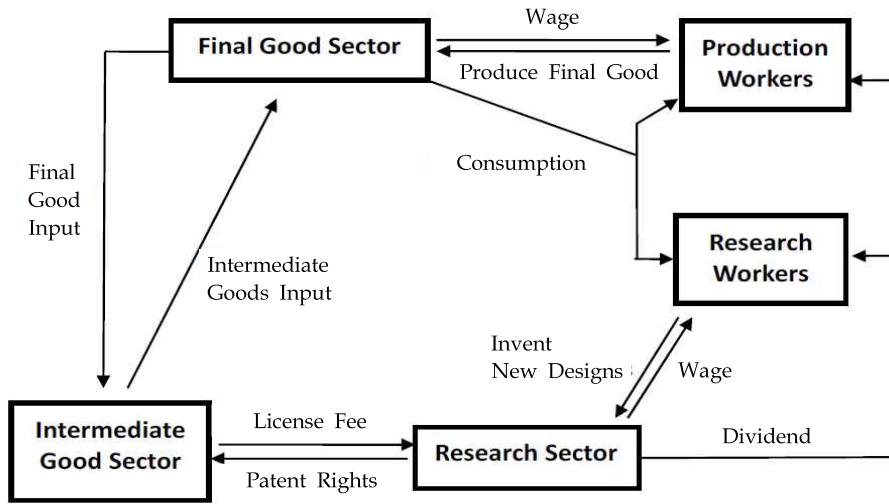 Wage
Final Good Sector
Production
Workers
Produce Final Good
Consumption
Final
Good
Input
Research
Workers
Intermediate
Goods Input
Invent
New Designs
Wage
Intermediate
Good Sector
License Fee
Patent Rights
Research Sector
Dividend